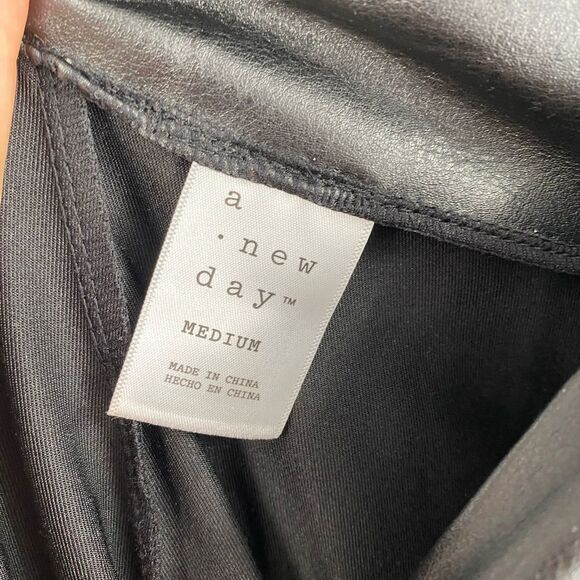 a
. new
day™
MEDIUM
MADE IN CHINA
HECHO EN CHINA